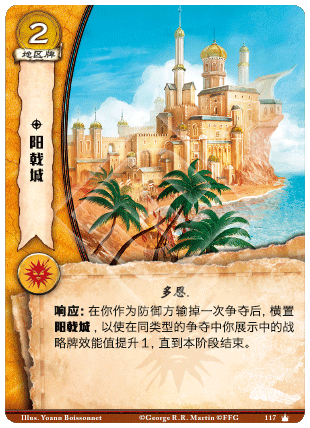 2
地区牌
阳戟城
多恩.
响应: 在你作为防御方输掉一次争夺后, 横置
阳戟城, 以使在同类型的争夺中你展示中的战
略牌效能值提升 1, 直到本阶段结束。
Illus. Yoann Boissonnet
©George R.R. Martin ©FFG
117